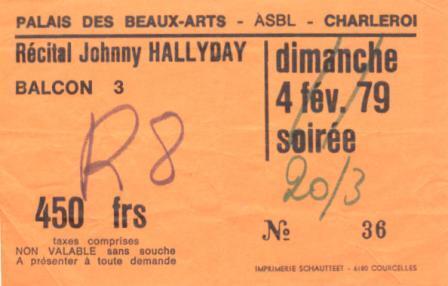 PALAIS DES BEAUX-ARTS - ASBL - CHARLEROI
Récital Johnny HALLYDAY
BALCON 3
dimanche
4 fév. 79
soirée
R8
20/3
450 frs
taxes comprises
NON VALABLE sans souche
A présenter à toute demande
№ 36
IMPRIMERIE SCHAUTTEET - 6180 COURCELLES